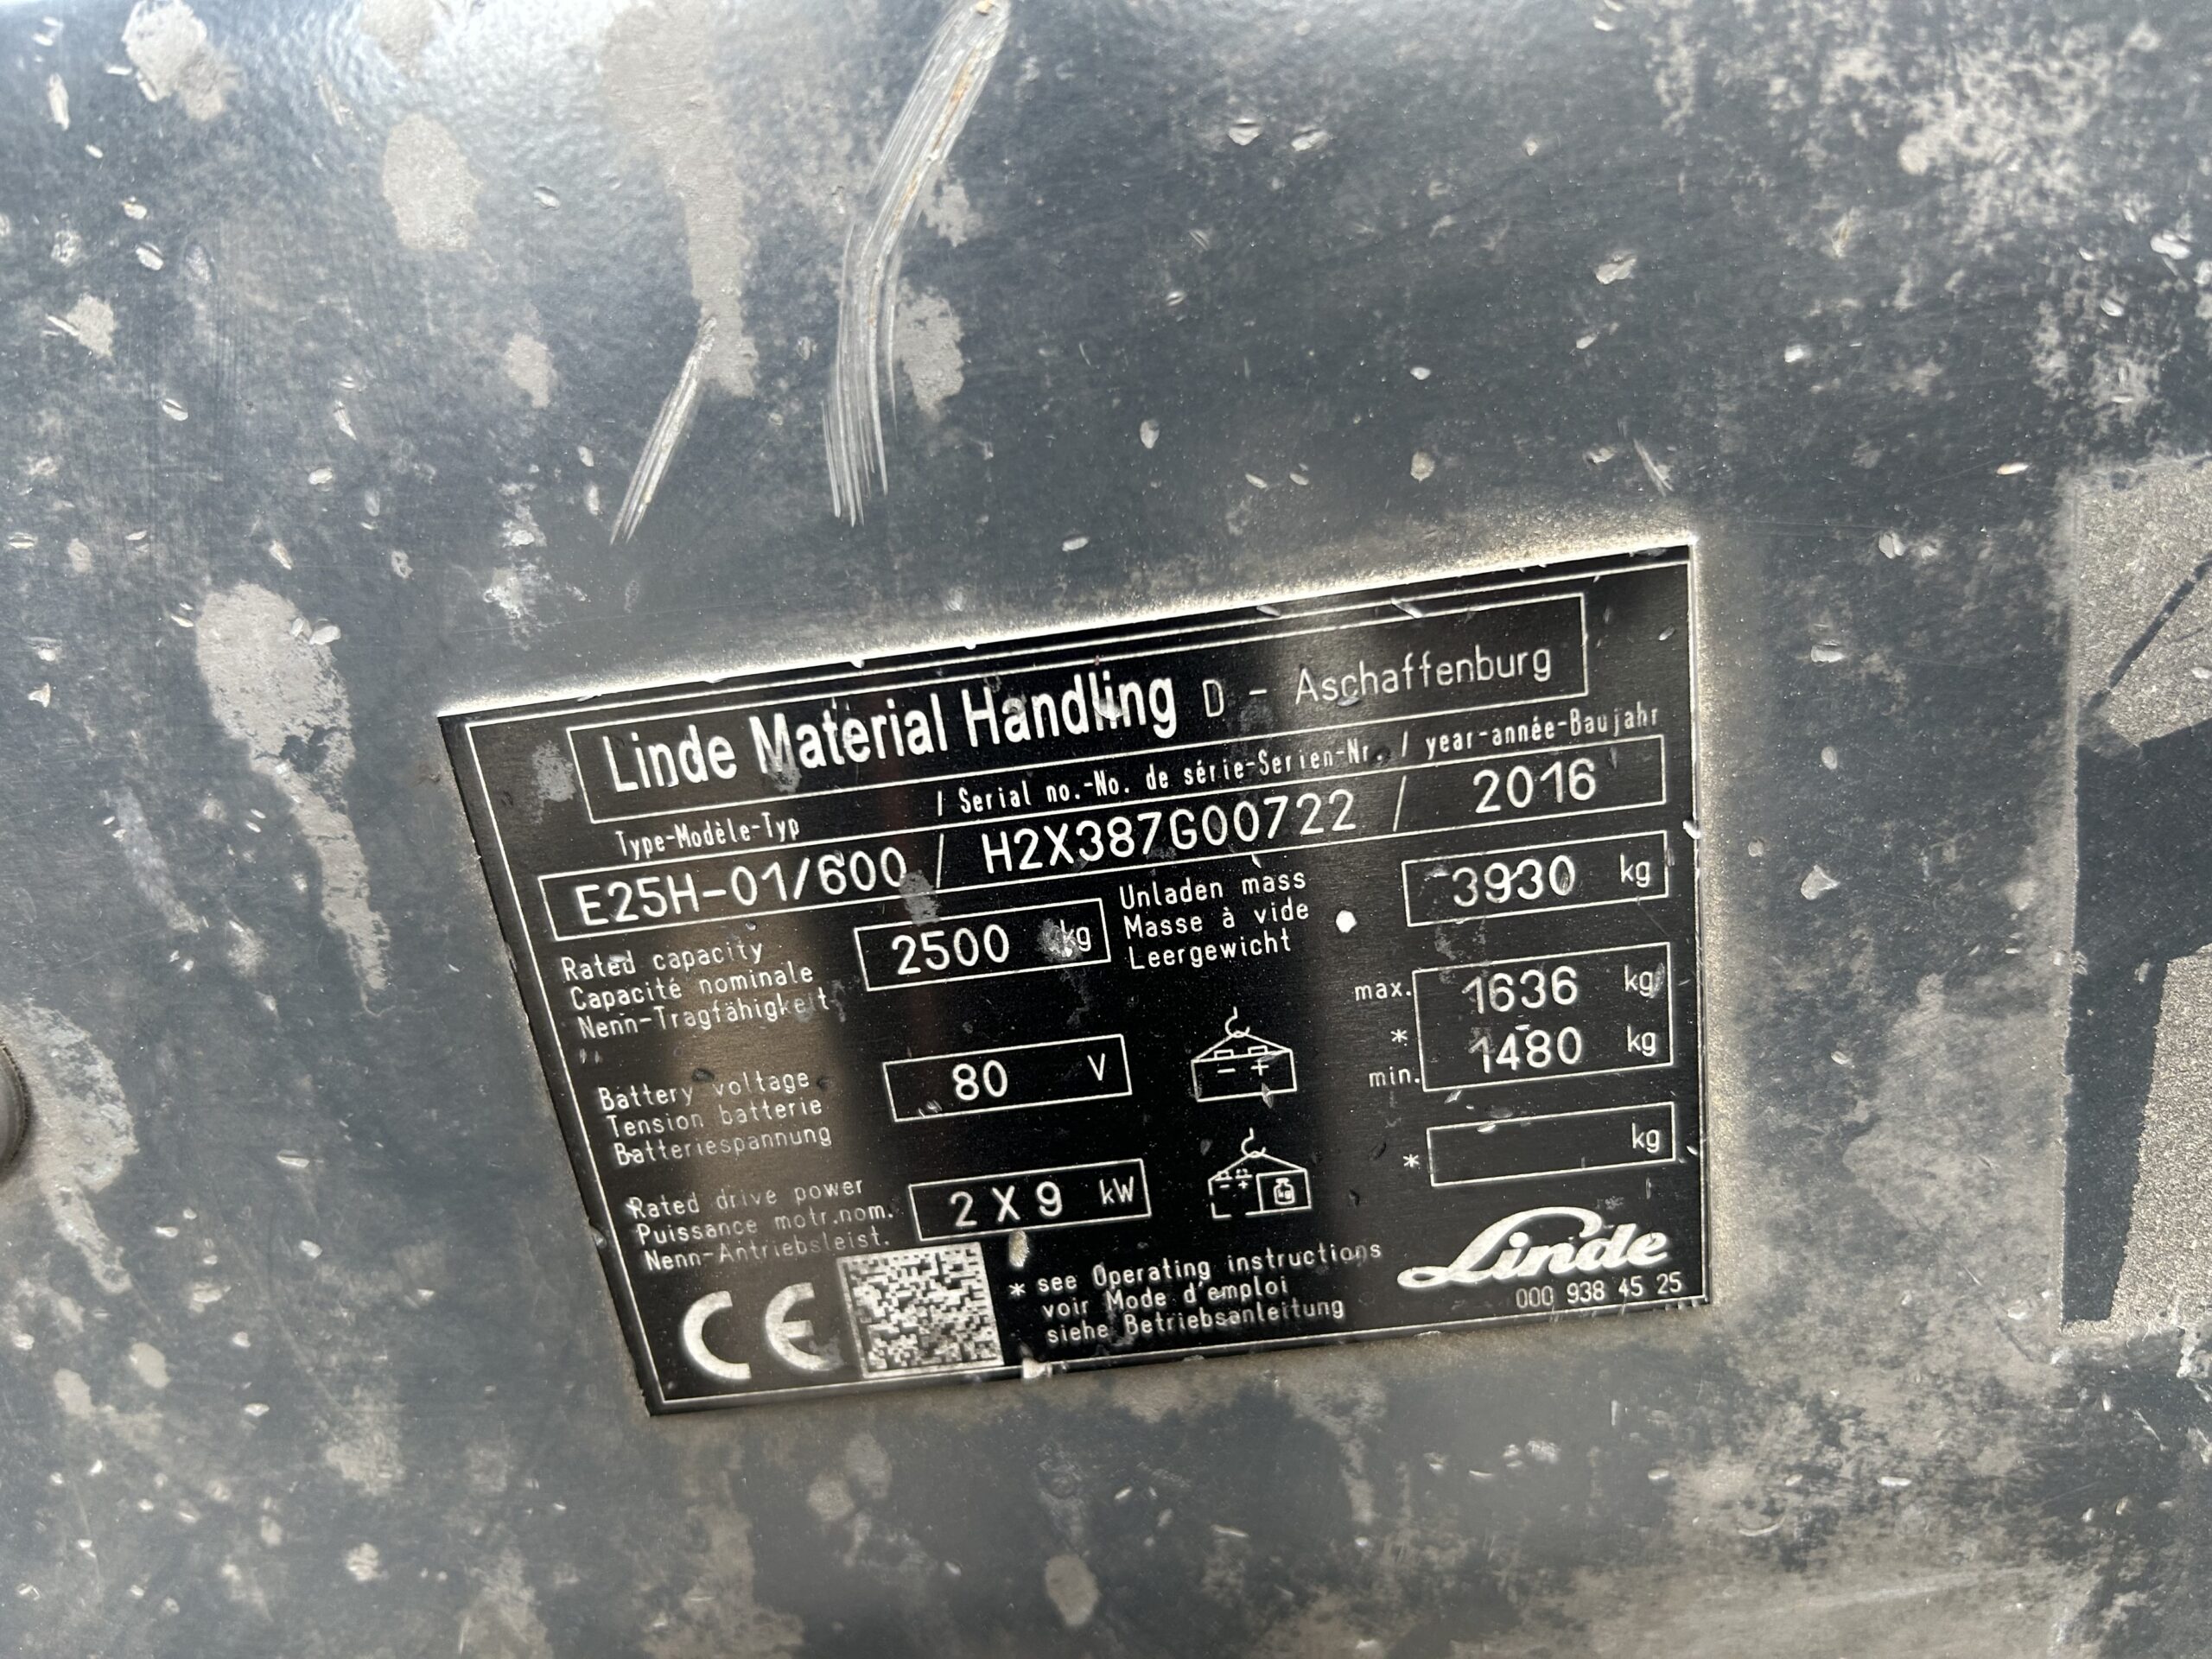 Linde Material Handling D - Aschaffenburg
Type-Modèle-Typ / Serial no.-No. de série-Serien-Nr. / year-année-Baujahr
E25H-01/600 / H2X387G00722 / 2016
Rated capacity
Capacité nominale
Nenn-Tragfähigkeit
2500 kg
Unladen mass
Masse à vide
Leergewicht
3930 kg
Battery voltage
Tension batterie
Batteriespannung
80 V
max. 1636 kg
*
min. 1480 kg
Rated drive power
Puissance motr.nom.
Nenn-Antriebsleist.
2 X 9 kW
* kg
CE
* see Operating instructions
voir Mode d'emploi
siehe Betriebsanleitung
Linde
000 938 45 25